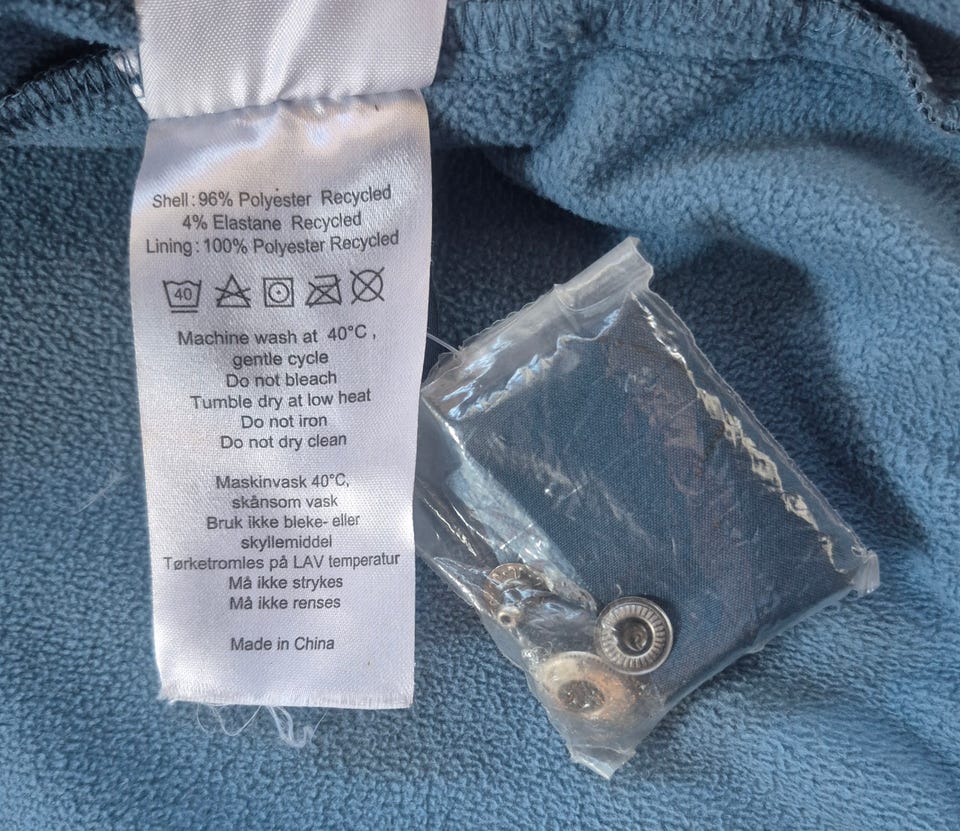 Shell: 96% Polyester Recycled
4% Elastane Recycled
Lining: 100% Polyester Recycled
40
Machine wash at 40°C,
gentle cycle
Do not bleach
Tumble dry at low heat
Do not iron
Do not dry clean
Maskinvask 40°C,
skånsom vask
Bruk ikke bleke- eller
skyllemiddel
Tørketromles på LAV temperatur
Må ikke strykes
Må ikke renses
Made in China